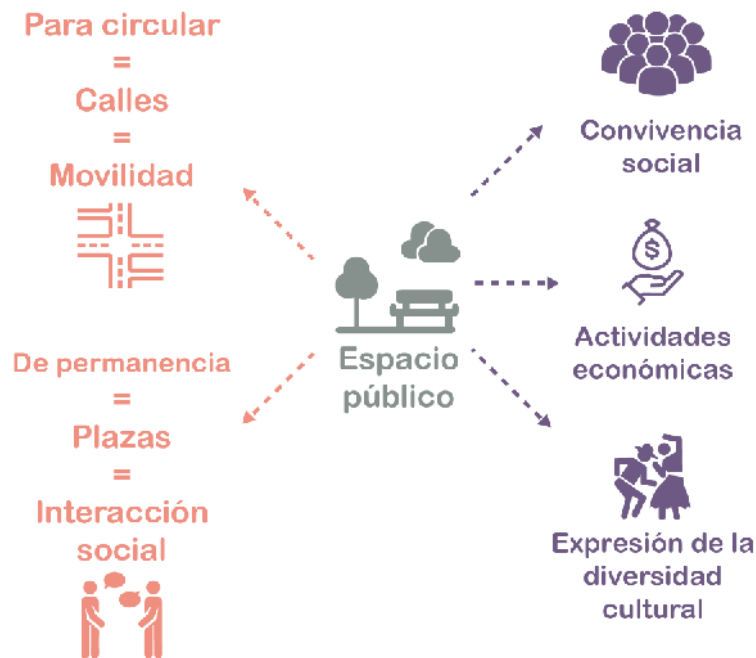 Para circular
=
Calles
=
Movilidad
De permanencia
=
Plazas
=
Interacción
social
Espacio
público
Convivencia
social
$
Actividades
económicas
Expresión de la
diversidad
cultural